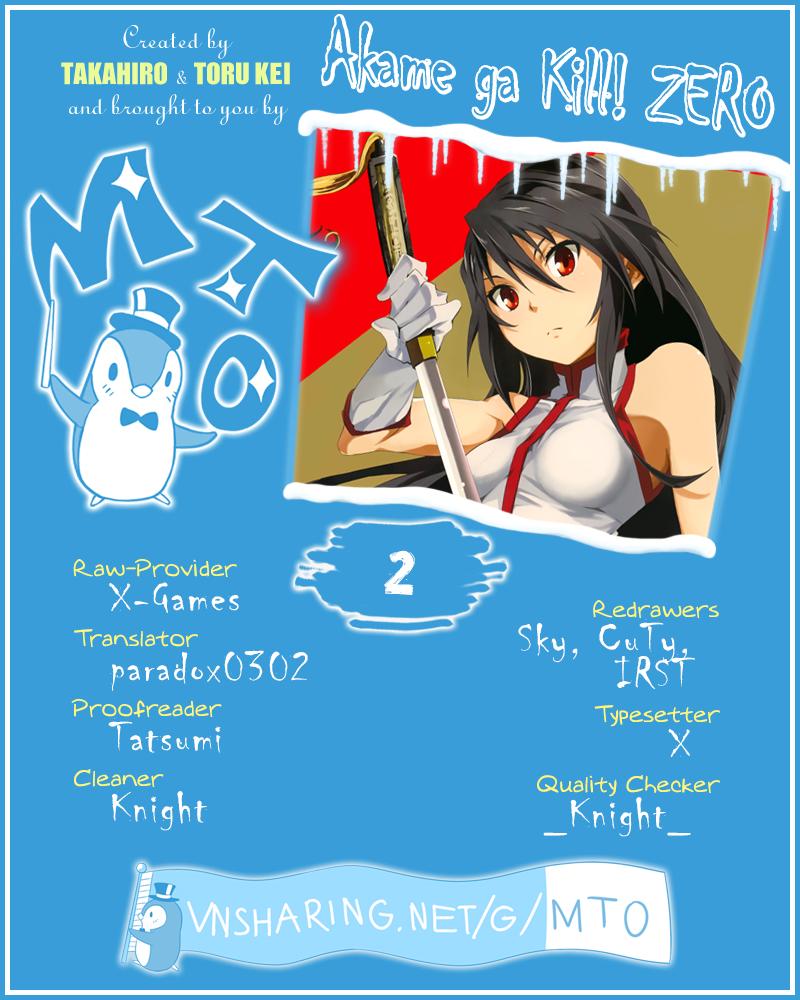 Created by
TAKAHIRO & TORU KEI
and brought to you by
Akame ga Kill! ZERO
MTO
2
Raw-Provider
X-Games
Translator
paradox0302
Proofreader
Tatsumi
Cleaner
Knight
Redrawers
Sky, CuTy,
IRST
Typesetter
X
Quality Checker
_Knight_
VNSHARING.NET/G/MTO